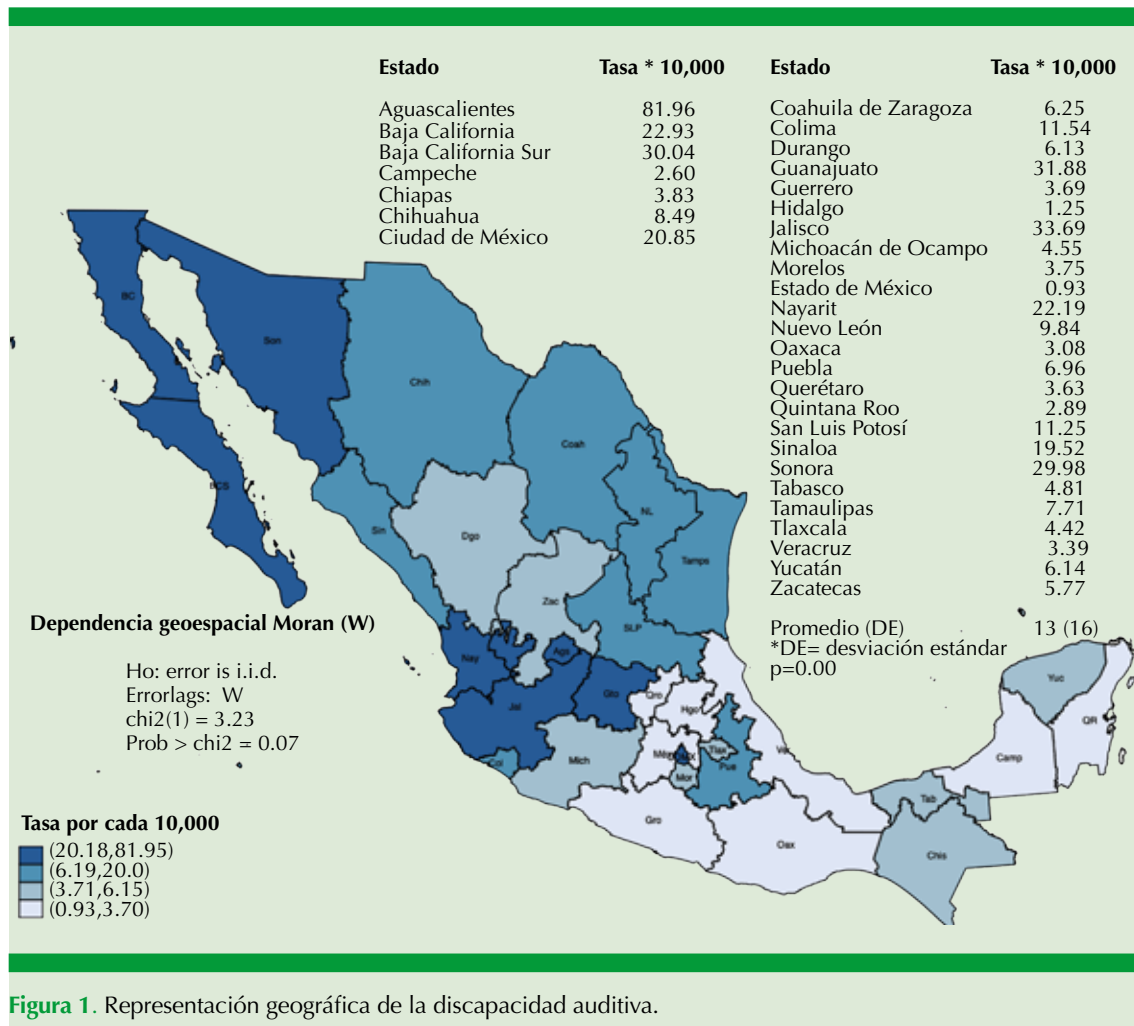 Estado Tasa * 10,000
Aguascalientes 81.96
Baja California 22.93
Baja California Sur 30.04
Campeche 2.60
Chiapas 3.83
Chihuahua 8.49
Ciudad de México 20.85
Estado Tasa * 10,000
Coahuila de Zaragoza 6.25
Colima 11.54
Durango 6.13
Guanajuato 31.88
Guerrero 3.69
Hidalgo 1.25
Jalisco 33.69
Michoacán de Ocampo 4.55
Morelos 3.75
Estado de México 0.93
Nayarit 22.19
Nuevo León 9.84
Oaxaca 3.08
Puebla 6.96
Querétaro 3.63
Quintana Roo 2.89
San Luis Potosí 11.25
Sinaloa 19.52
Sonora 29.98
Tabasco 4.81
Tamaulipas 7.71
Tlaxcala 4.42
Veracruz 3.39
Yucatán 6.14
Zacatecas 5.77
Promedio (DE) 13 (16)
*DE= desviación estándar
p=0.00
BC
Son
Chih
Coah
BCS
Sin
NL
Dgo
Tamps
Zac
SLP
Nay
Ags
Gto
Jal
Qro
Hgo
Yuc
QR
Col
Mich
Tlax
Mor
Pue
Ver
Camp
Gro
Oax
Tab
Chis
Dependencia geoespacial Moran (W)
Ho: error is i.i.d.
Errorlags: W
chi2(1) = 3.23
Prob > chi2 = 0.07
Tasa por cada 10,000
(20.18,81.95)
(6.19,20.0)
(3.71,6.15)
(0.93,3.70)
Figura 1. Representación geográfica de la discapacidad auditiva.